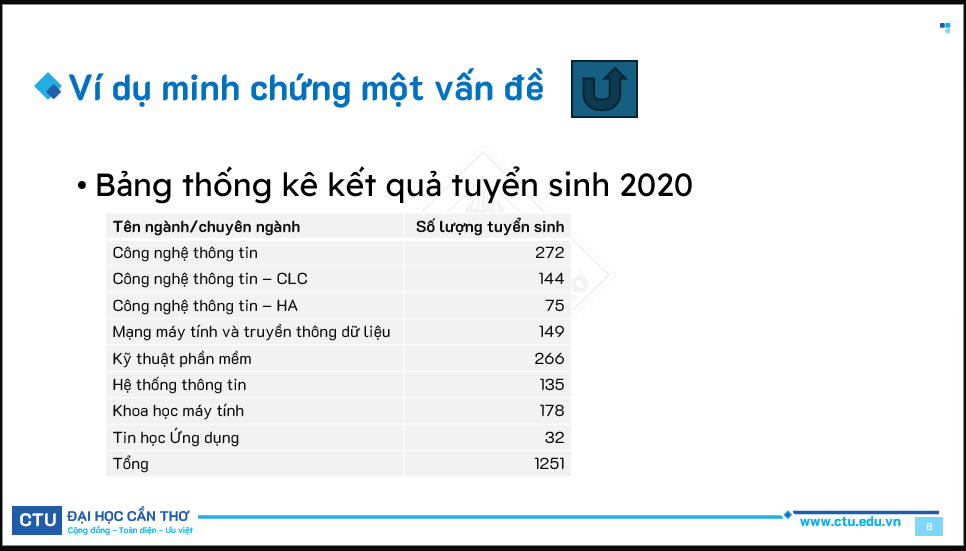 Ví dụ minh chứng một vấn đề
• Bảng thống kê kết quả tuyển sinh 2020
Tên ngành/chuyên ngành Số lượng tuyển sinh
Công nghệ thông tin 272
Công nghệ thông tin – CLC 144
Công nghệ thông tin – HA 75
Mạng máy tính và truyền thông dữ liệu 149
Kỹ thuật phần mềm 266
Hệ thống thông tin 135
Khoa học máy tính 178
Tin học Ứng dụng 32
Tổng 1251
CTU ĐẠI HỌC CẦN THƠ
Cộng đồng - Toàn diện - Ưu việt
www.ctu.edu.vn 8